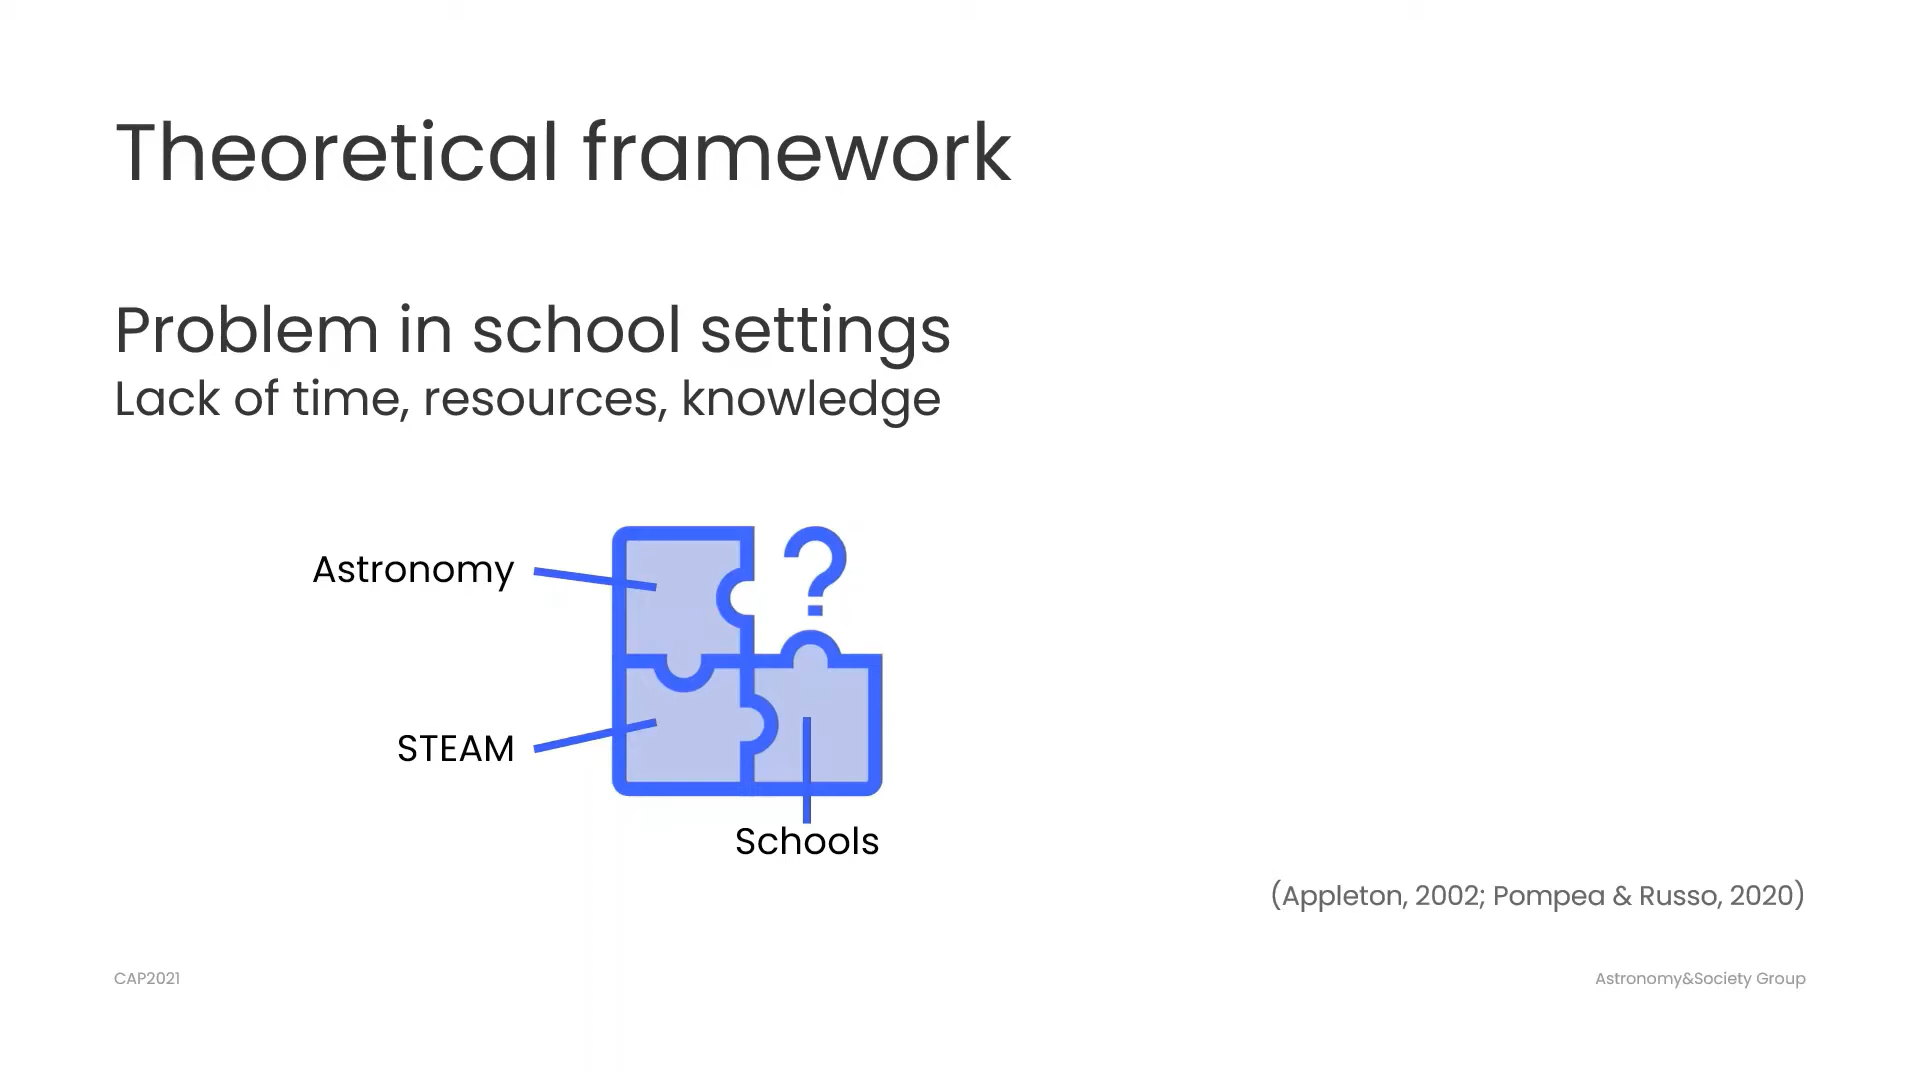 Theoretical framework
Problem in school settings
Lack of time, resources, knowledge
Astronomy
?
STEAM
Schools
(Appleton, 2002; Pompea & Russo, 2020)
CAP2021
Astronomy&Society Group